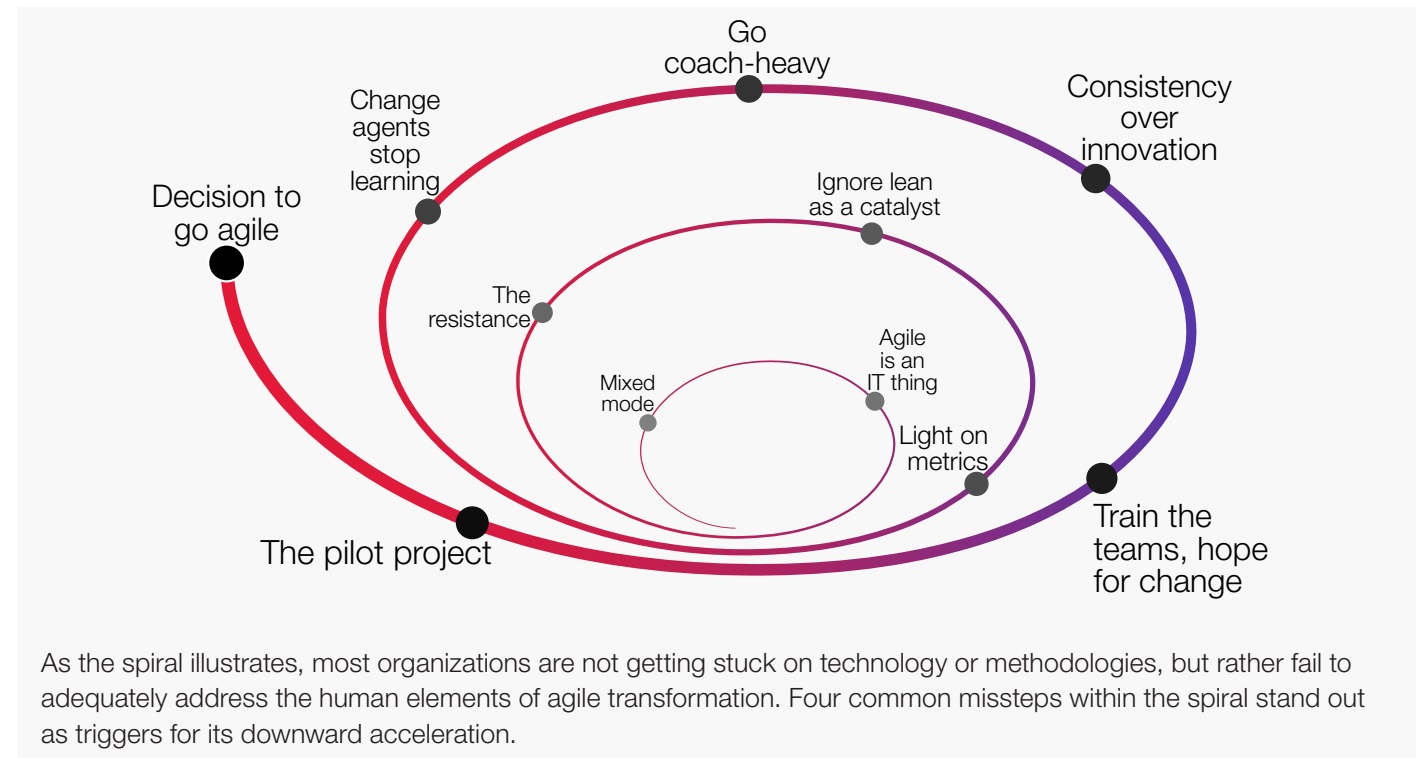 Go
coach-heavy
Change
agents
stop
learning
Consistency
over
innovation
Decision to
go agile
Ignore lean
as a catalyst
The
resistance
Agile
is an
IT thing
Mixed
mode
Light on
metrics
The pilot project
Train the
teams, hope
for change
As the spiral illustrates, most organizations are not getting stuck on technology or methodologies, but rather fail to
adequately address the human elements of agile transformation. Four common missteps within the spiral stand out
as triggers for its downward acceleration.